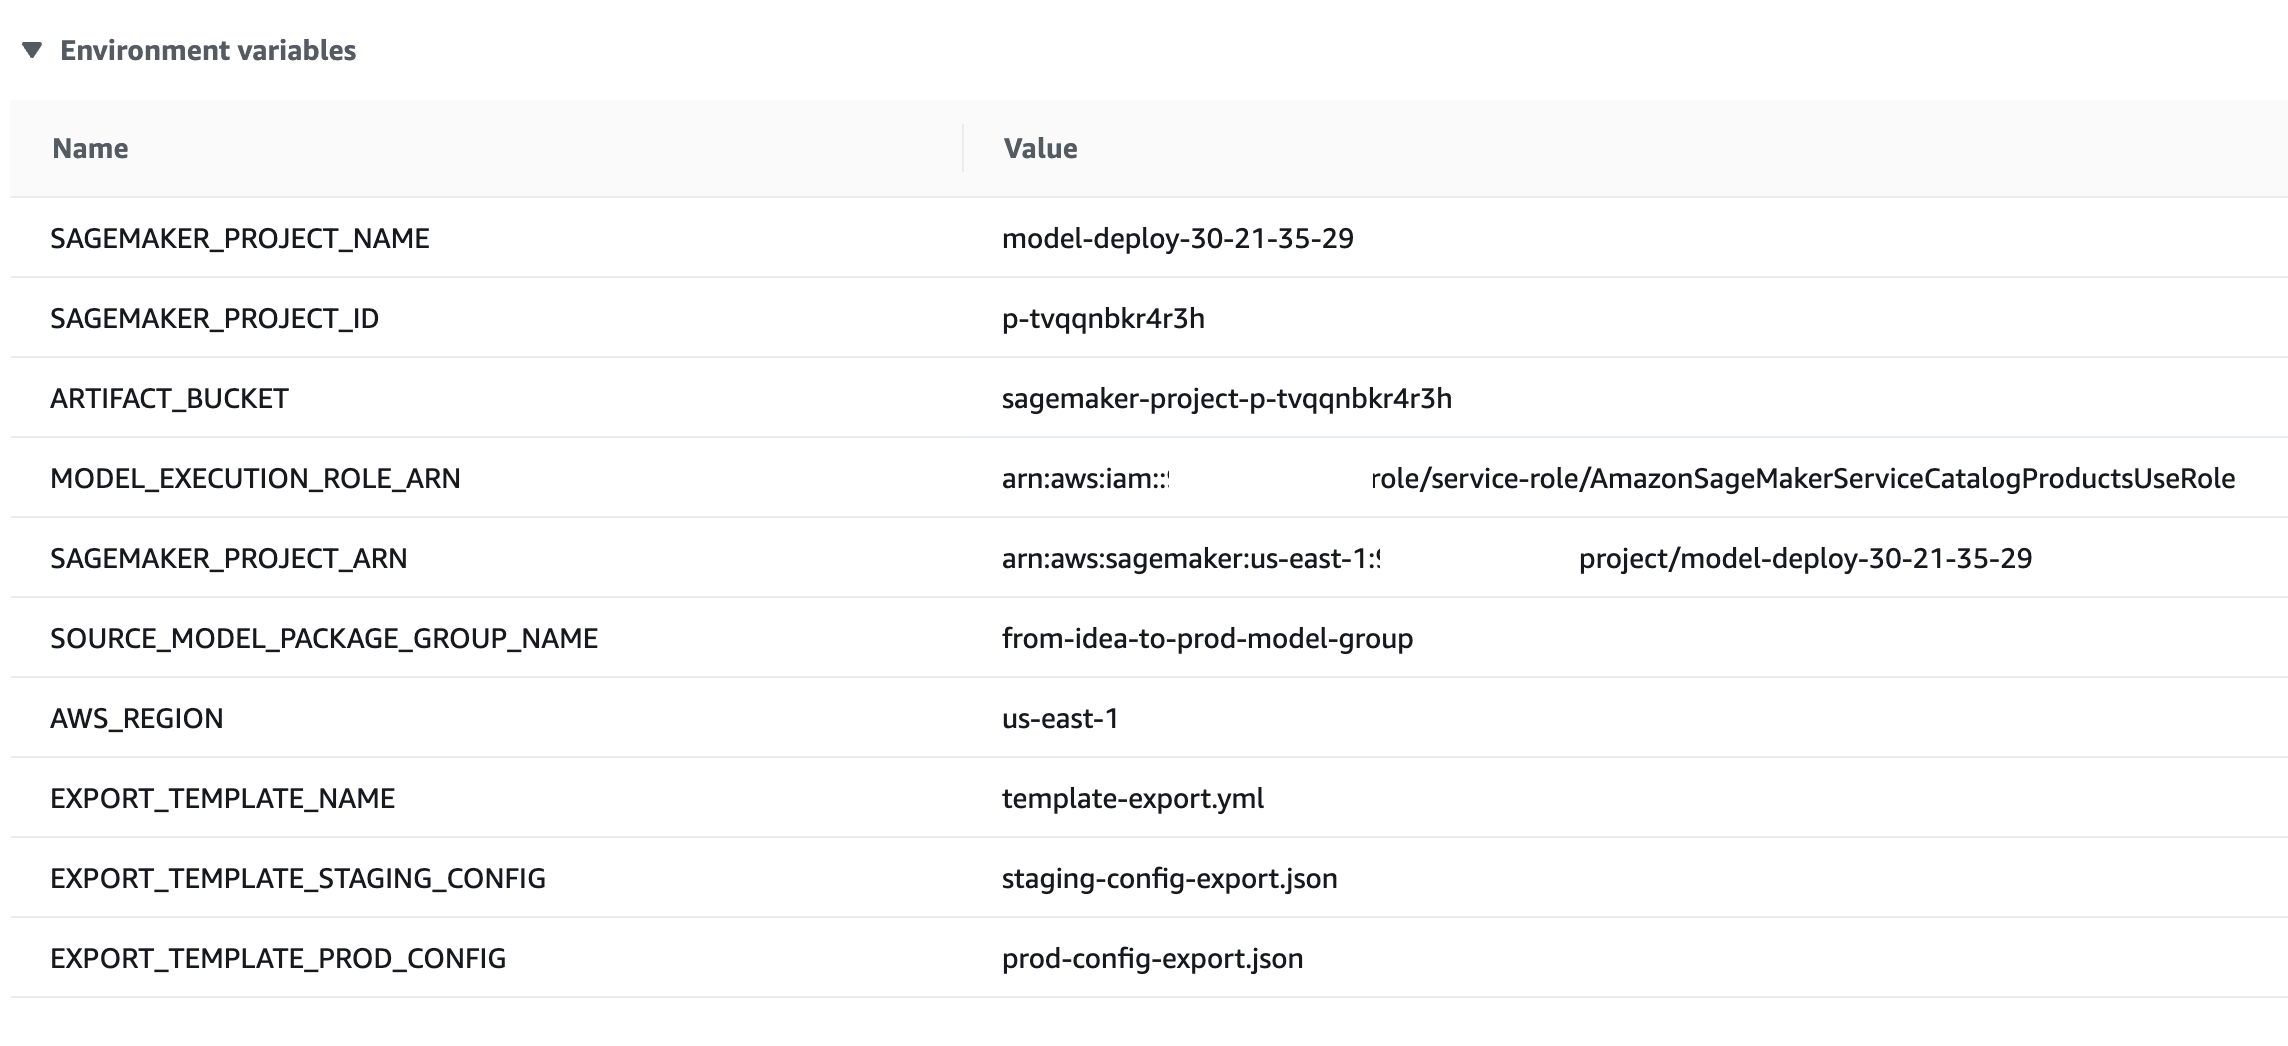 Environment variables
Name Value
SAGEMAKER_PROJECT_NAME model-deploy-30-21-35-29
SAGEMAKER_PROJECT_ID p-tvqqnbkr4r3h
ARTIFACT_BUCKET sagemaker-project-p-tvqqnbkr4r3h
MODEL_EXECUTION_ROLE_ARN arn:aws:iam:: role/service-role/AmazonSageMakerServiceCatalogProductsUseRole
SAGEMAKER_PROJECT_ARN arn:aws:sagemaker:us-east-1: project/model-deploy-30-21-35-29
SOURCE_MODEL_PACKAGE_GROUP_NAME from-idea-to-prod-model-group
AWS_REGION us-east-1
EXPORT_TEMPLATE_NAME template-export.yml
EXPORT_TEMPLATE_STAGING_CONFIG staging-config-export.json
EXPORT_TEMPLATE_PROD_CONFIG prod-config-export.json